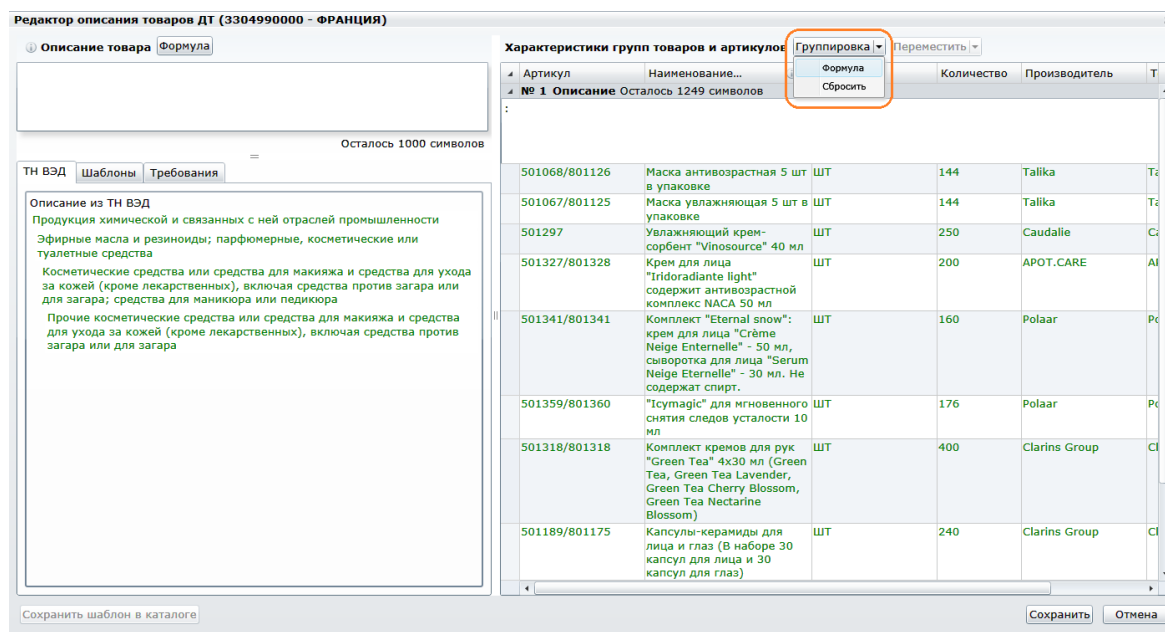 Редактор описания товаров ДТ (3304990000 - ФРАНЦИЯ)
Описание товара Формула
Осталось 1000 символов
ТН ВЭД Шаблоны Требования
Описание из ТН ВЭД
Продукция химической и связанных с ней отраслей промышленности
Эфирные масла и резиноиды; парфюмерные, косметические или
туалетные средства
Косметические средства или средства для макияжа и средства для ухода
за кожей (кроме лекарственных), включая средства против загара или
для загара; средства для маникюра или педикюра
Прочие косметические средства или средства для макияжа и средства
для ухода за кожей (кроме лекарственных), включая средства против
загара или для загара
Характеристики групп товаров и артикулов Группировка Переместить
Формула
Сбросить
Артикул Наименование... Количество Производитель Т
№ 1 Описание Осталось 1249 символов
:
501068/801126 Маска антивозрастная 5 шт ШТ 144 Talika Ta
в упаковке
501067/801125 Маска увлажняющая 5 шт в ШТ 144 Talika Ta
упаковке
501297 Увлажняющий крем- ШТ 250 Caudalie Ca
сорбент "Vinosource" 40 мл
501327/801328 Крем для лица ШТ 200 APOT.CARE AP
"Iridoradiante light"
содержит антивозрастной
комплекс NACA 50 мл
501341/801341 Комплект "Eternal snow": ШТ 160 Polaar Po
крем для лица "Crème
Neige Enternelle" - 50 мл,
сыворотка для лица "Serum
Neige Eternelle" - 30 мл. Не
содержат спирт.
501359/801360 "Icymagic" для мгновенного ШТ 176 Polaar Po
снятия следов усталости 10
мл
501318/801318 Комплект кремов для рук ШТ 400 Clarins Group Cl
"Green Tea" 4x30 мл (Green
Tea, Green Tea Lavender,
Green Tea Cherry Blossom,
Green Tea Nectarine
Blossom)
501189/801175 Капсулы-керамиды для ШТ 240 Clarins Group Cl
лица и глаз (В наборе 30
капсул для лица и 30
капсул для глаз)
Сохранить шаблон в каталоге Сохранить Отмена